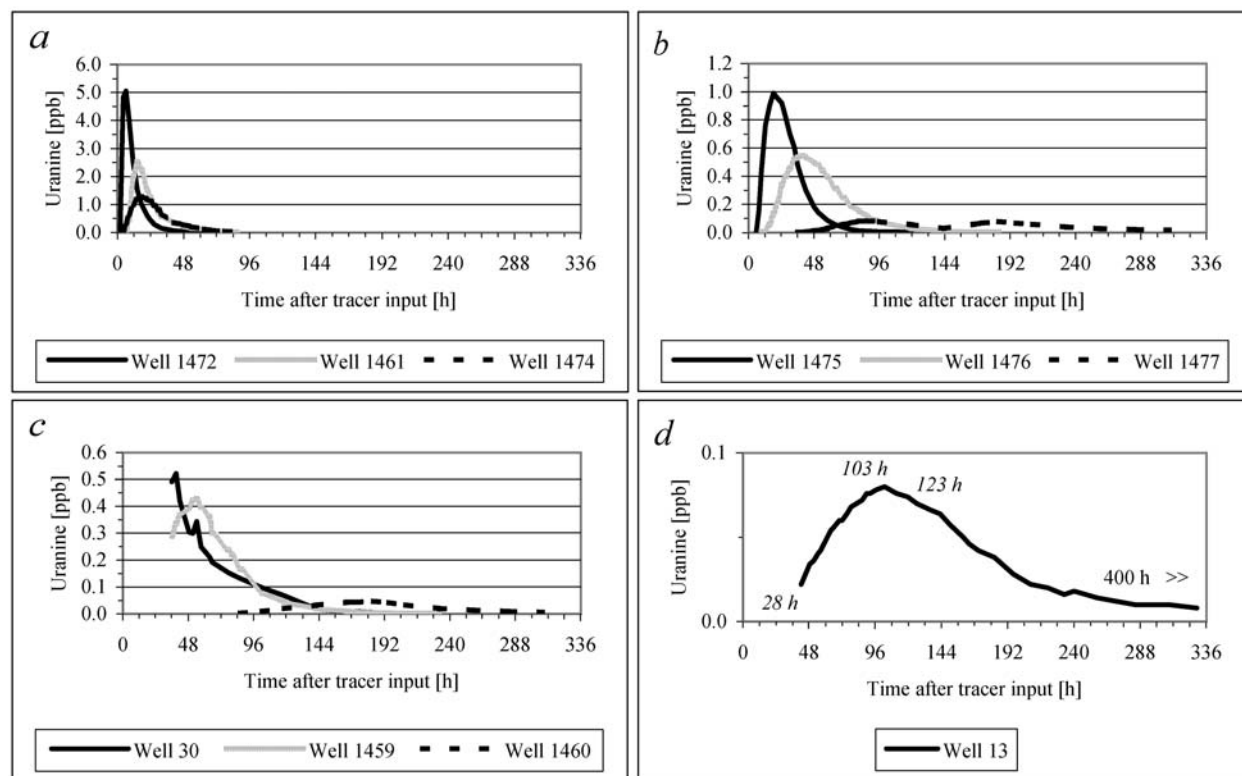 a
Uranine [ppb]
6.0
5.0
4.0
3.0
2.0
1.0
0.0
0 48 96 144 192 240 288 336
Time after tracer input [h]
Well 1472 Well 1461 Well 1474
b
Uranine [ppb]
1.2
1.0
0.8
0.6
0.4
0.2
0.0
0 48 96 144 192 240 288 336
Time after tracer input [h]
Well 1475 Well 1476 Well 1477
c
Uranine [ppb]
0.6
0.5
0.4
0.3
0.2
0.1
0.0
0 48 96 144 192 240 288 336
Time after tracer input [h]
Well 30 Well 1459 Well 1460
d
Uranine [ppb]
0.1
0.0
103 h
123 h
400 h >>
28 h
0 48 96 144 192 240 288 336
Time after tracer input [h]
Well 13